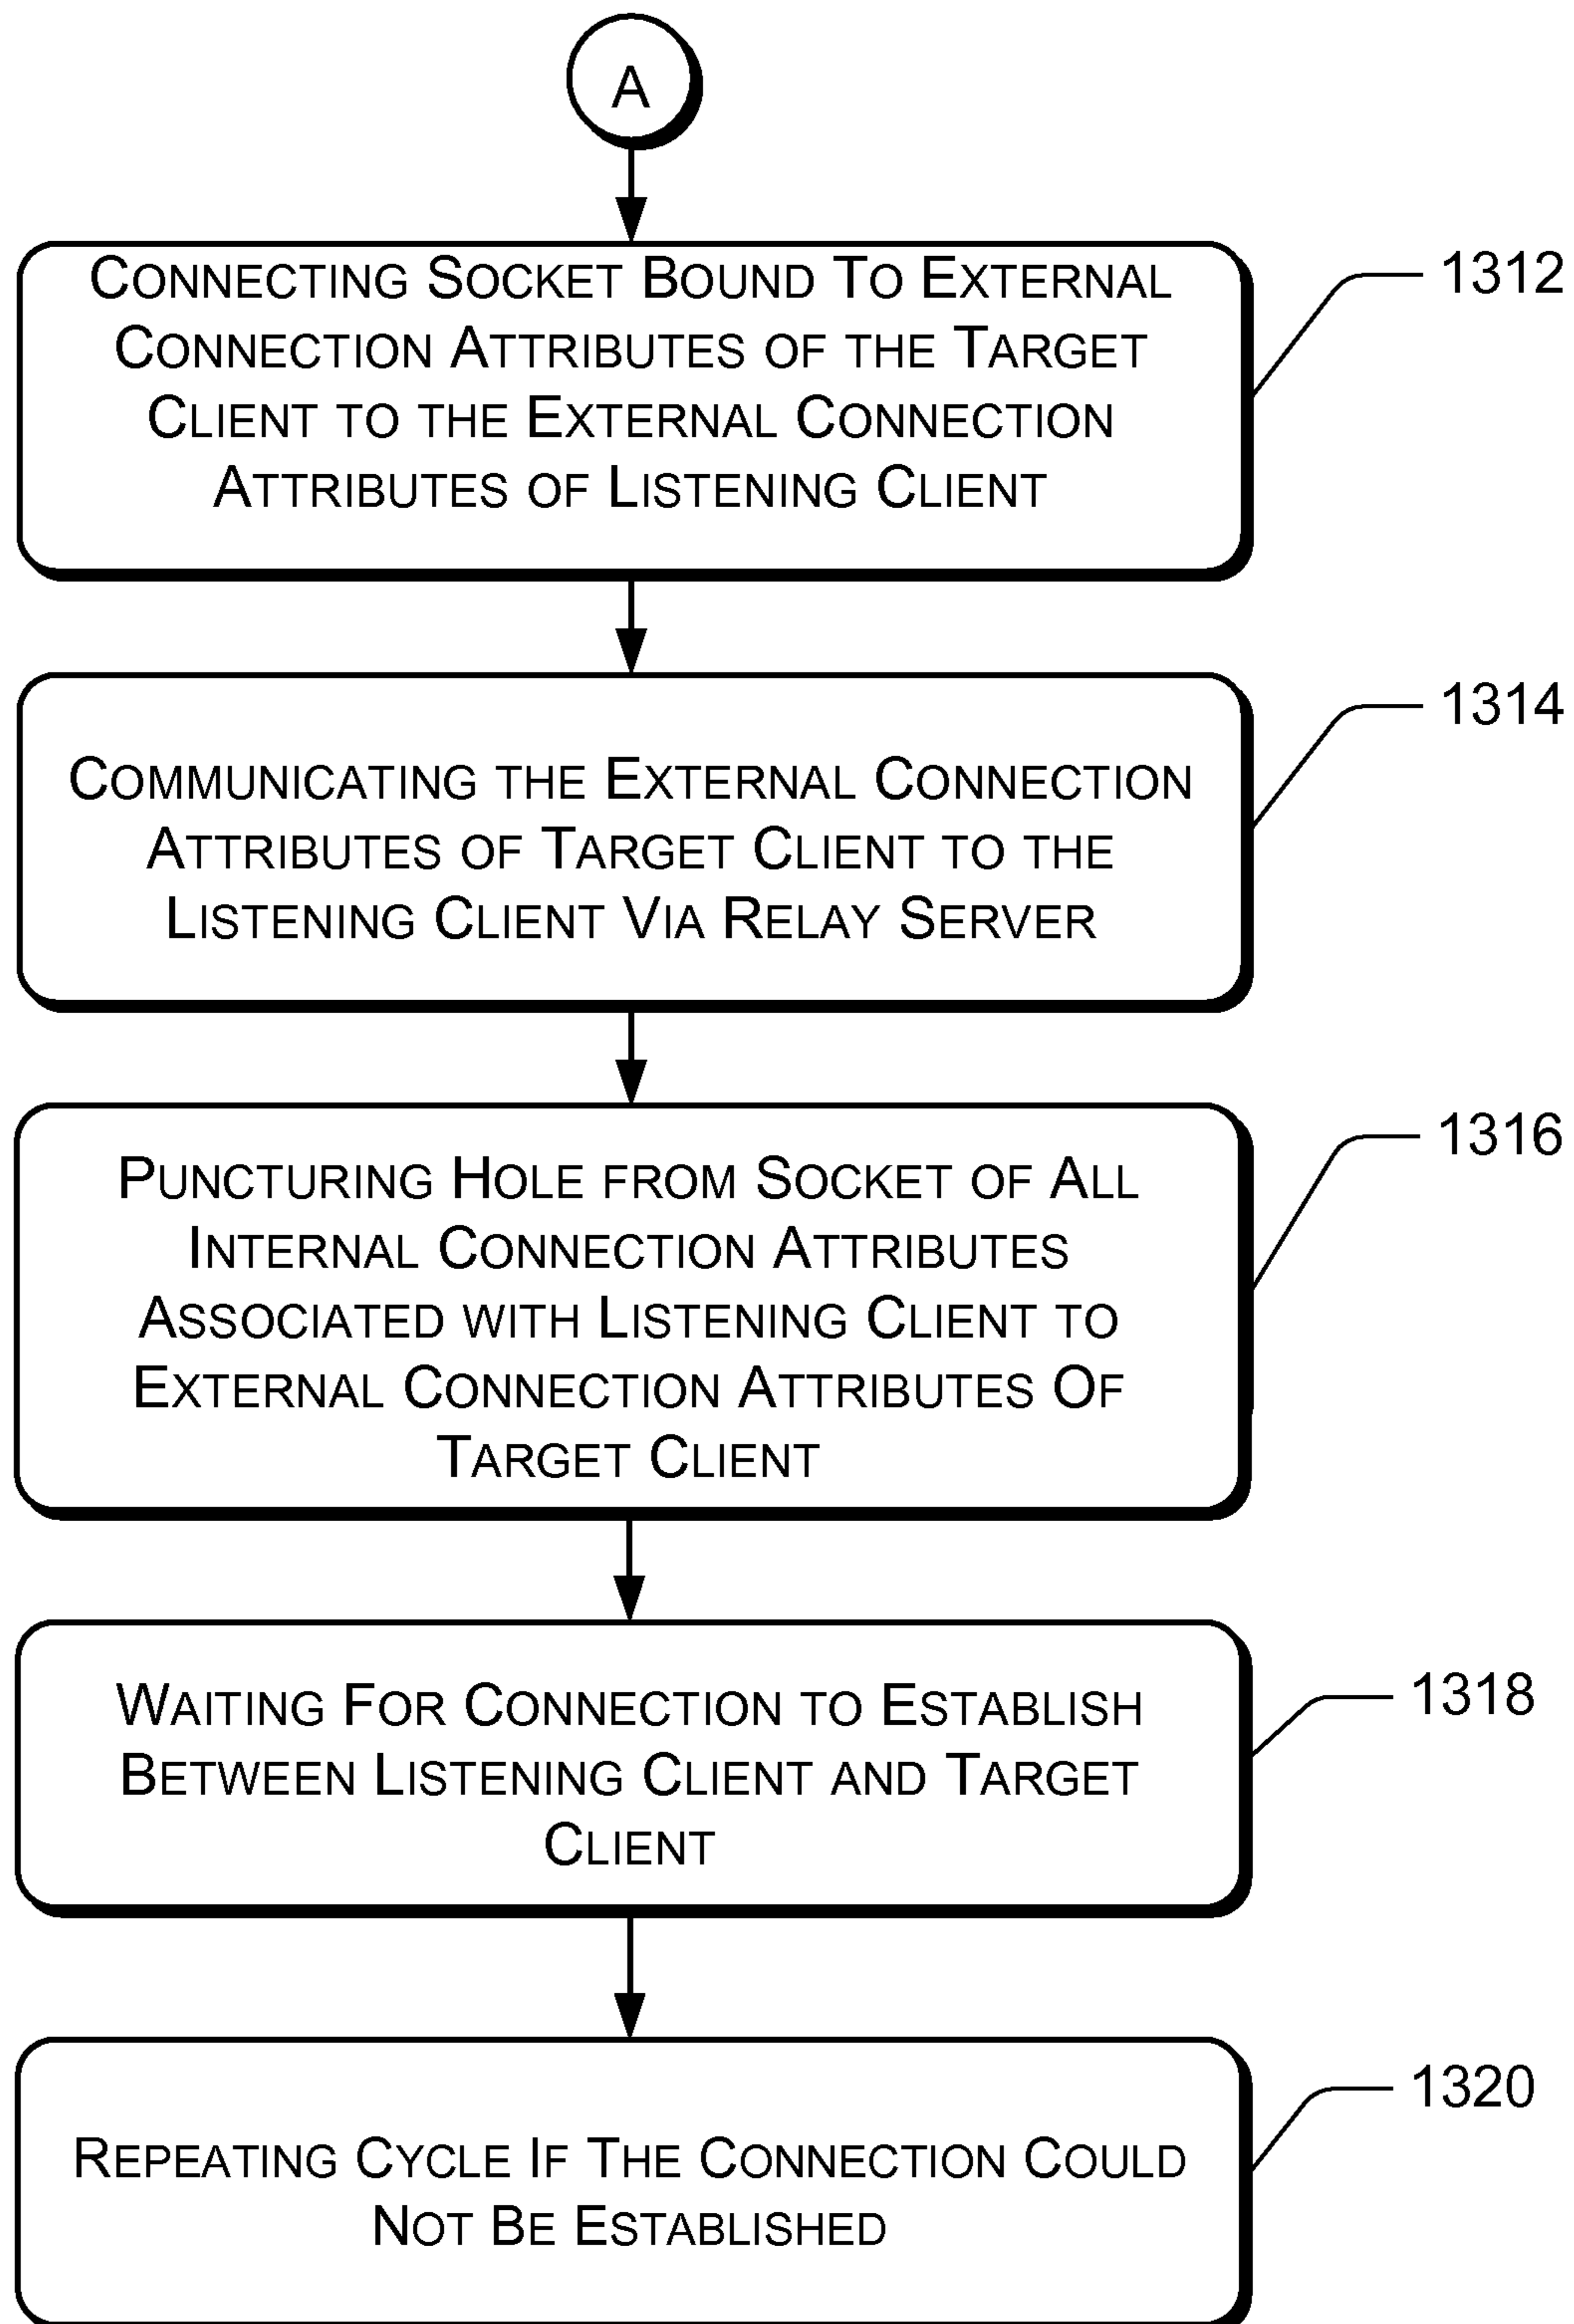 A
CONNECTING SOCKET BOUND TO EXTERNAL
1312
CONNECTION ATTRIBUTES OF THE TARGET
CLIENT TO THE EXTERNAL CONNECTION
ATTRIBUTES OF LISTENING CLIENT
1314
COMMUNICATING THE EXTERNAL CONNECTION
ATTRIBUTES OF TARGET CLIENT TO THE
LISTENING CLIENT VIA RELAY SERVER
1316
PUNCTURING HOLE FROM SOCKET OF ALL
INTERNAL CONNECTION ATTRIBUTES
ASSOCIATED WITH LISTENING CLIENT TO
EXTERNAL CONNECTION ATTRIBUTES OF
TARGET CLIENT
1318
WAITING FOR CONNECTION TO ESTABLISH
BETWEEN LISTENING CLIENT AND TARGET
CLIENT
1320
REPEATING CYCLE IF THE CONNECTION COULD
NOT BE ESTABLISHED